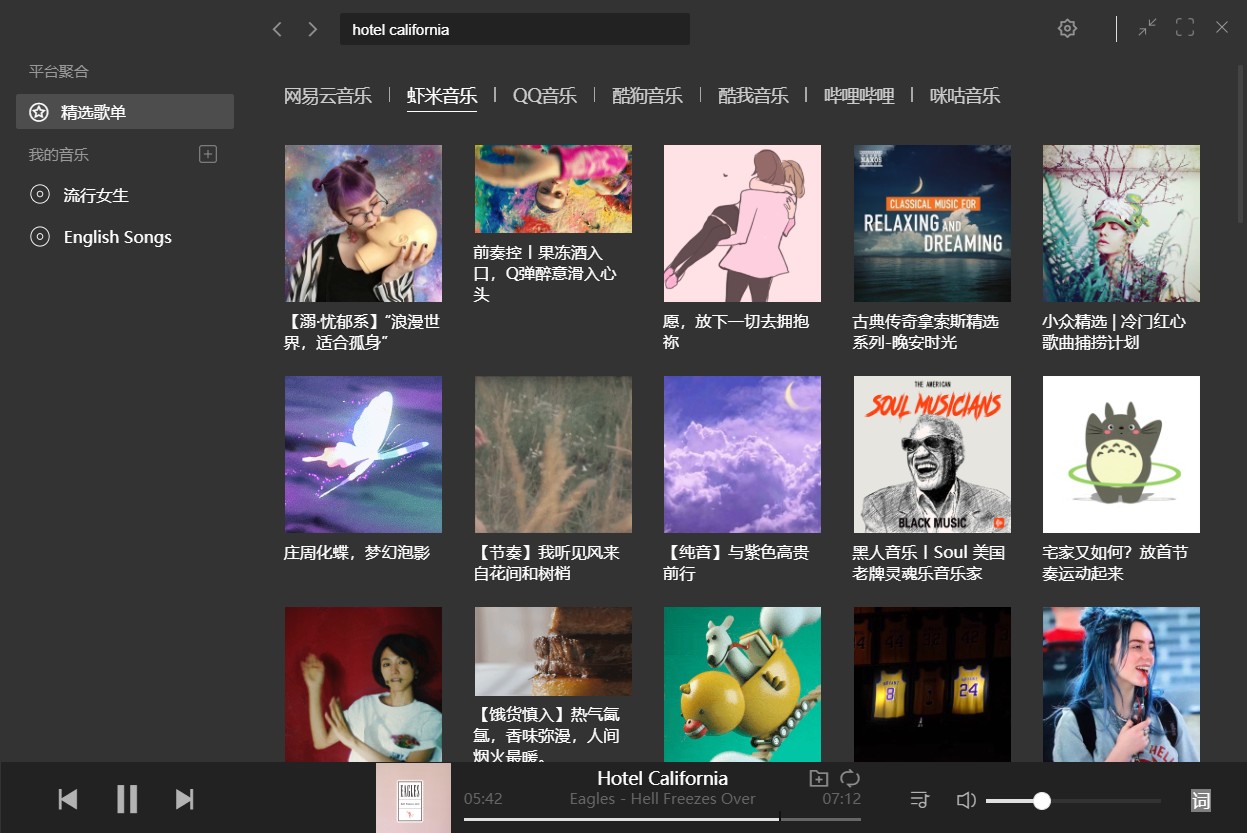 hotel california
平台聚合
精选歌单
我的音乐
流行女生
English Songs
网易云音乐
虾米音乐
QQ音乐
酷狗音乐
酷我音乐
哔哩哔哩
咪咕音乐
【溺·忧郁系】“浪漫世
界，适合孤身”
前奏控丨果冻酒入
口，Q弹醉意滑入心
头
愿，放下一切去拥抱
祢
NAXOS
CLASSICAL MUSIC FOR
RELAXING AND
DREAMING
古典传奇拿索斯精选
系列-晚安时光
小众精选 | 冷门红心
歌曲捕捞计划
庄周化蝶，梦幻泡影
【节奏】我听见风来
自花间和树梢
【纯音】与紫色高贵
前行
THE AMERICAN
SOUL MUSICIANS
BLACK MUSIC
黑人音乐丨Soul 美国
老牌灵魂乐音乐家
宅家又如何？放首节
奏运动起来
【饿货慎入】热气氤
氲，香味弥漫，人间
烟火最暖。
BRYANT
8
24
HELL
EAGLES
Hotel California
05:42
Eagles - Hell Freezes Over
07:12
词